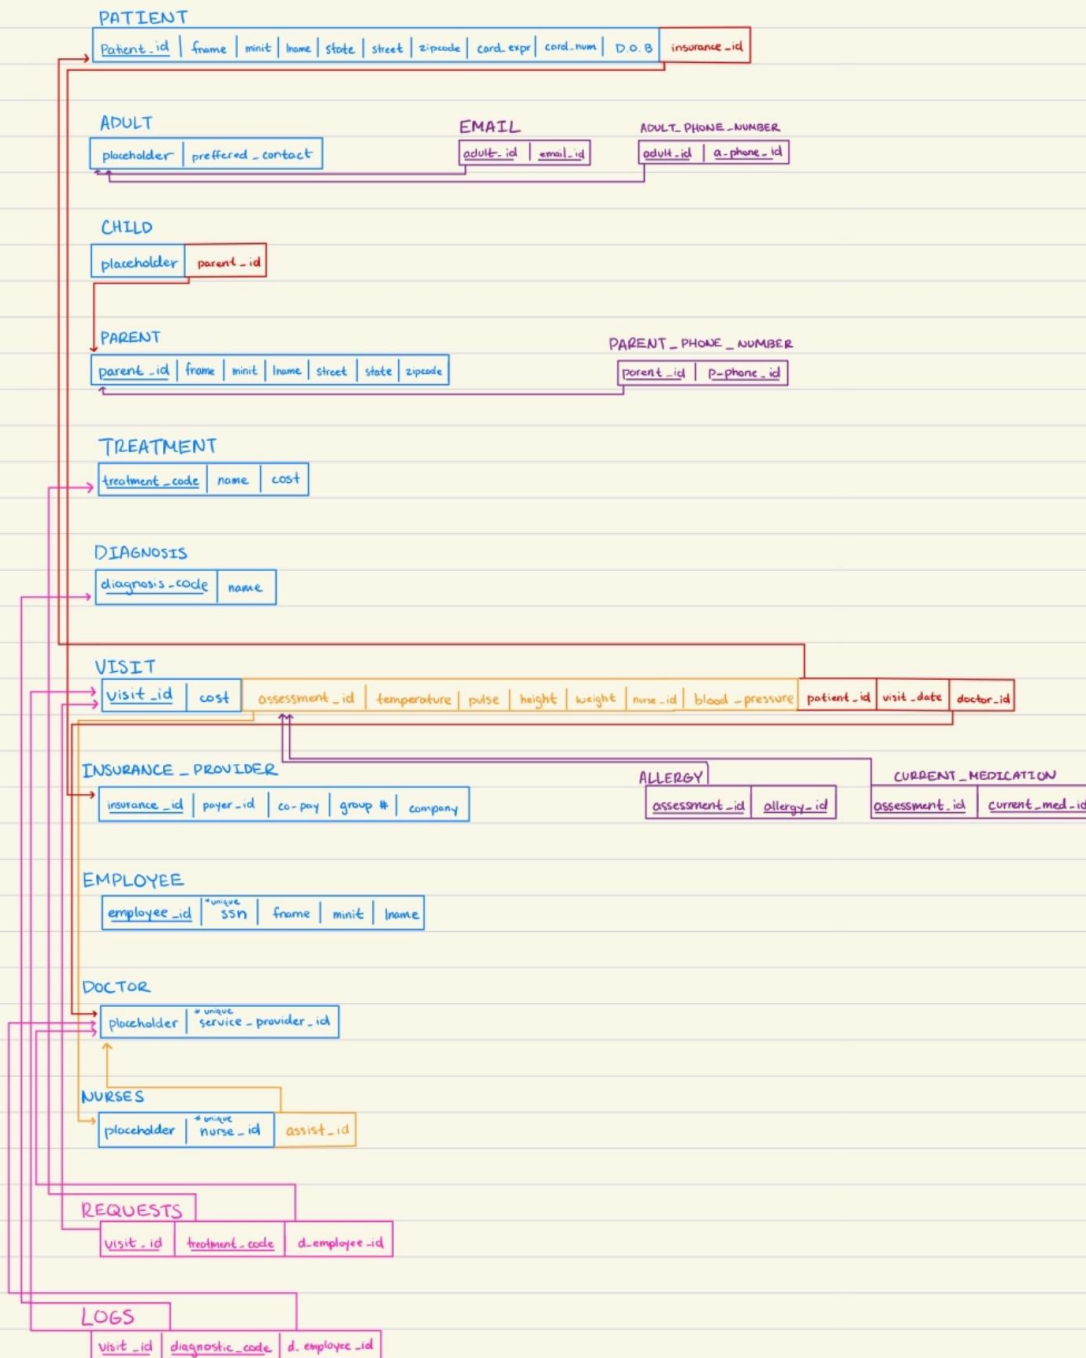 PATIENT
Patient_id fname minit lname state street zipcode card_expr card_num D.O.B insurance_id
ADULT
placeholder preffered_contact
EMAIL
adult_id email_id
ADULT_PHONE_NUMBER
adult_id a_phone_id
CHILD
placeholder parent_id
PARENT
parent_id fname minit lname street state zipcode
PARENT_PHONE_NUMBER
parent_id p-phone_id
TREATMENT
treatment_code name cost
DIAGNOSIS
diagnosis_code name
VISIT
visit_id cost assessment_id temperature pulse height weight nurse_id blood_pressure patient_id visit_date doctor_id
INSURANCE_PROVIDER
insurance_id payer_id co-pay group # company
ALLERGY
assessment_id allergy_id
CURRENT_MEDICATION
assessment_id current_med_id
EMPLOYEE
*unique
employee_id ssn fname minit lname
DOCTOR
* unique
placeholder service_provider_id
NURSES
* unique
placeholder nurse_id assist_id
REQUESTS
visit_id treatment_code d_employee_id
LOGS
visit_id diagnostic_code d_employee_id